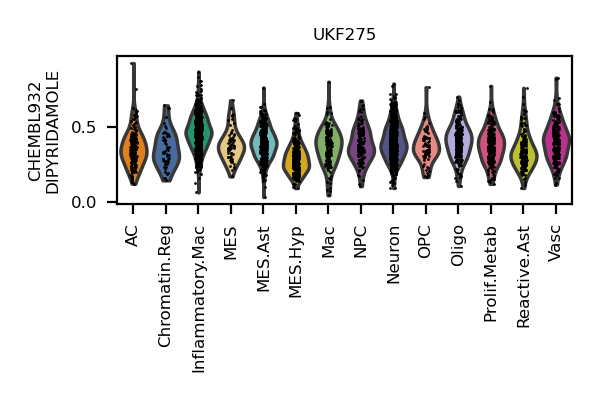 UKF275
CHEMBL932
DIPYRIDAMOLE
0.5
0.0
AC
Chromatin.Reg
Inflammatory.Mac
MES
MES.Ast
MES.Hyp
Mac
NPC
Neuron
OPC
Oligo
Prolif.Metab
Reactive.Ast
Vasc